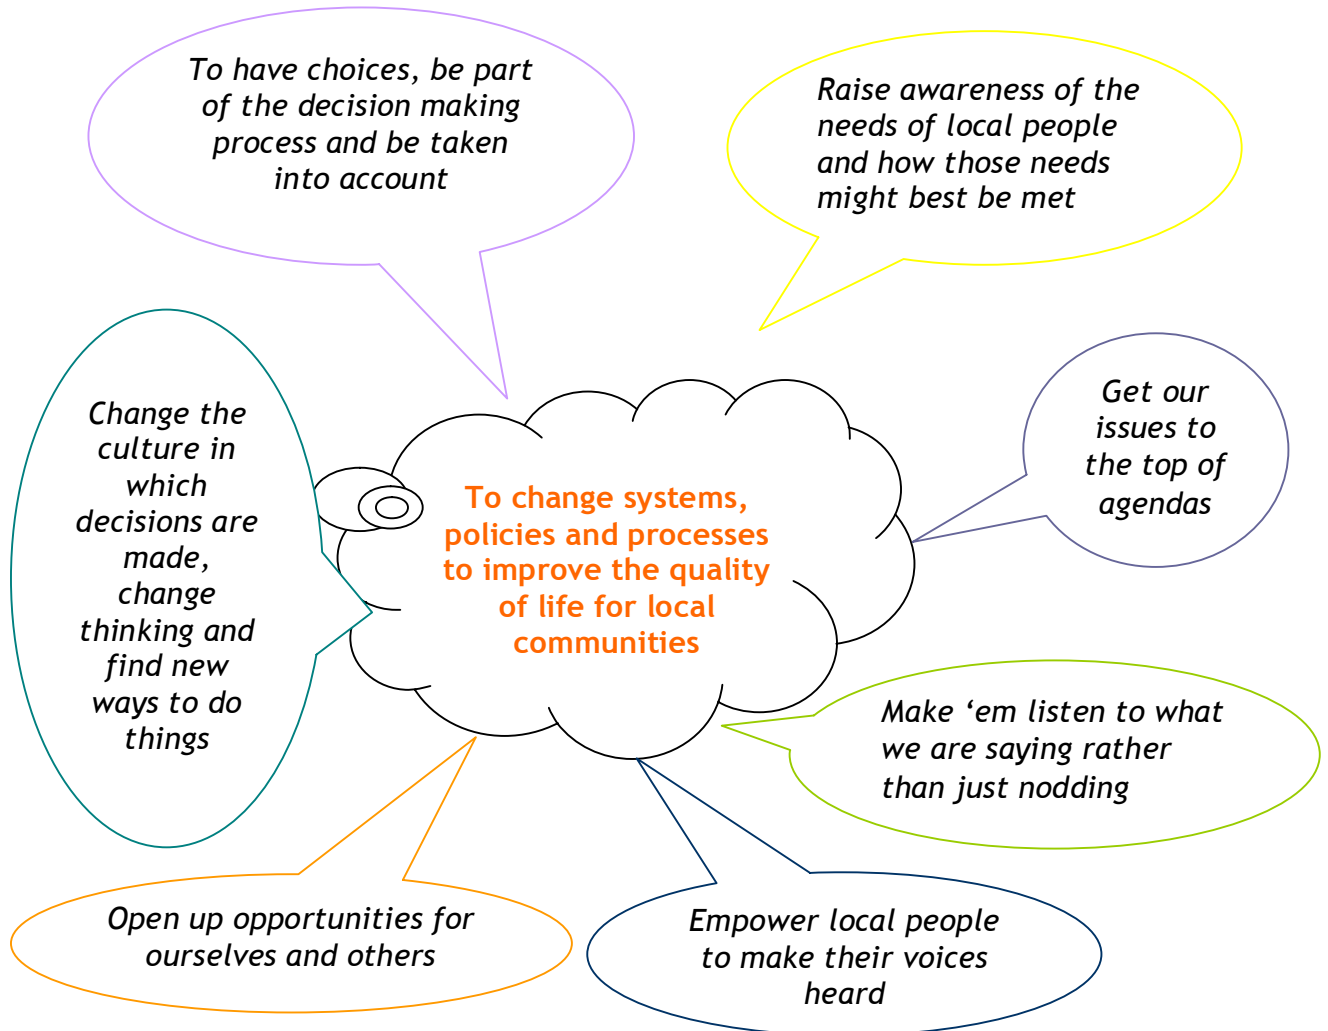 To have choices, be part
of the decision making
process and be taken
into account
Raise awareness of the
needs of local people
and how those needs
might best be met
Change the
culture in
which
decisions are
made,
change
thinking and
find new
ways to do
things
To change systems,
policies and processes
to improve the quality
of life for local
communities
Get our
issues to
the top of
agendas
Make ‘em listen to what
we are saying rather
than just nodding
Open up opportunities for
ourselves and others
Empower local people
to make their voices
heard